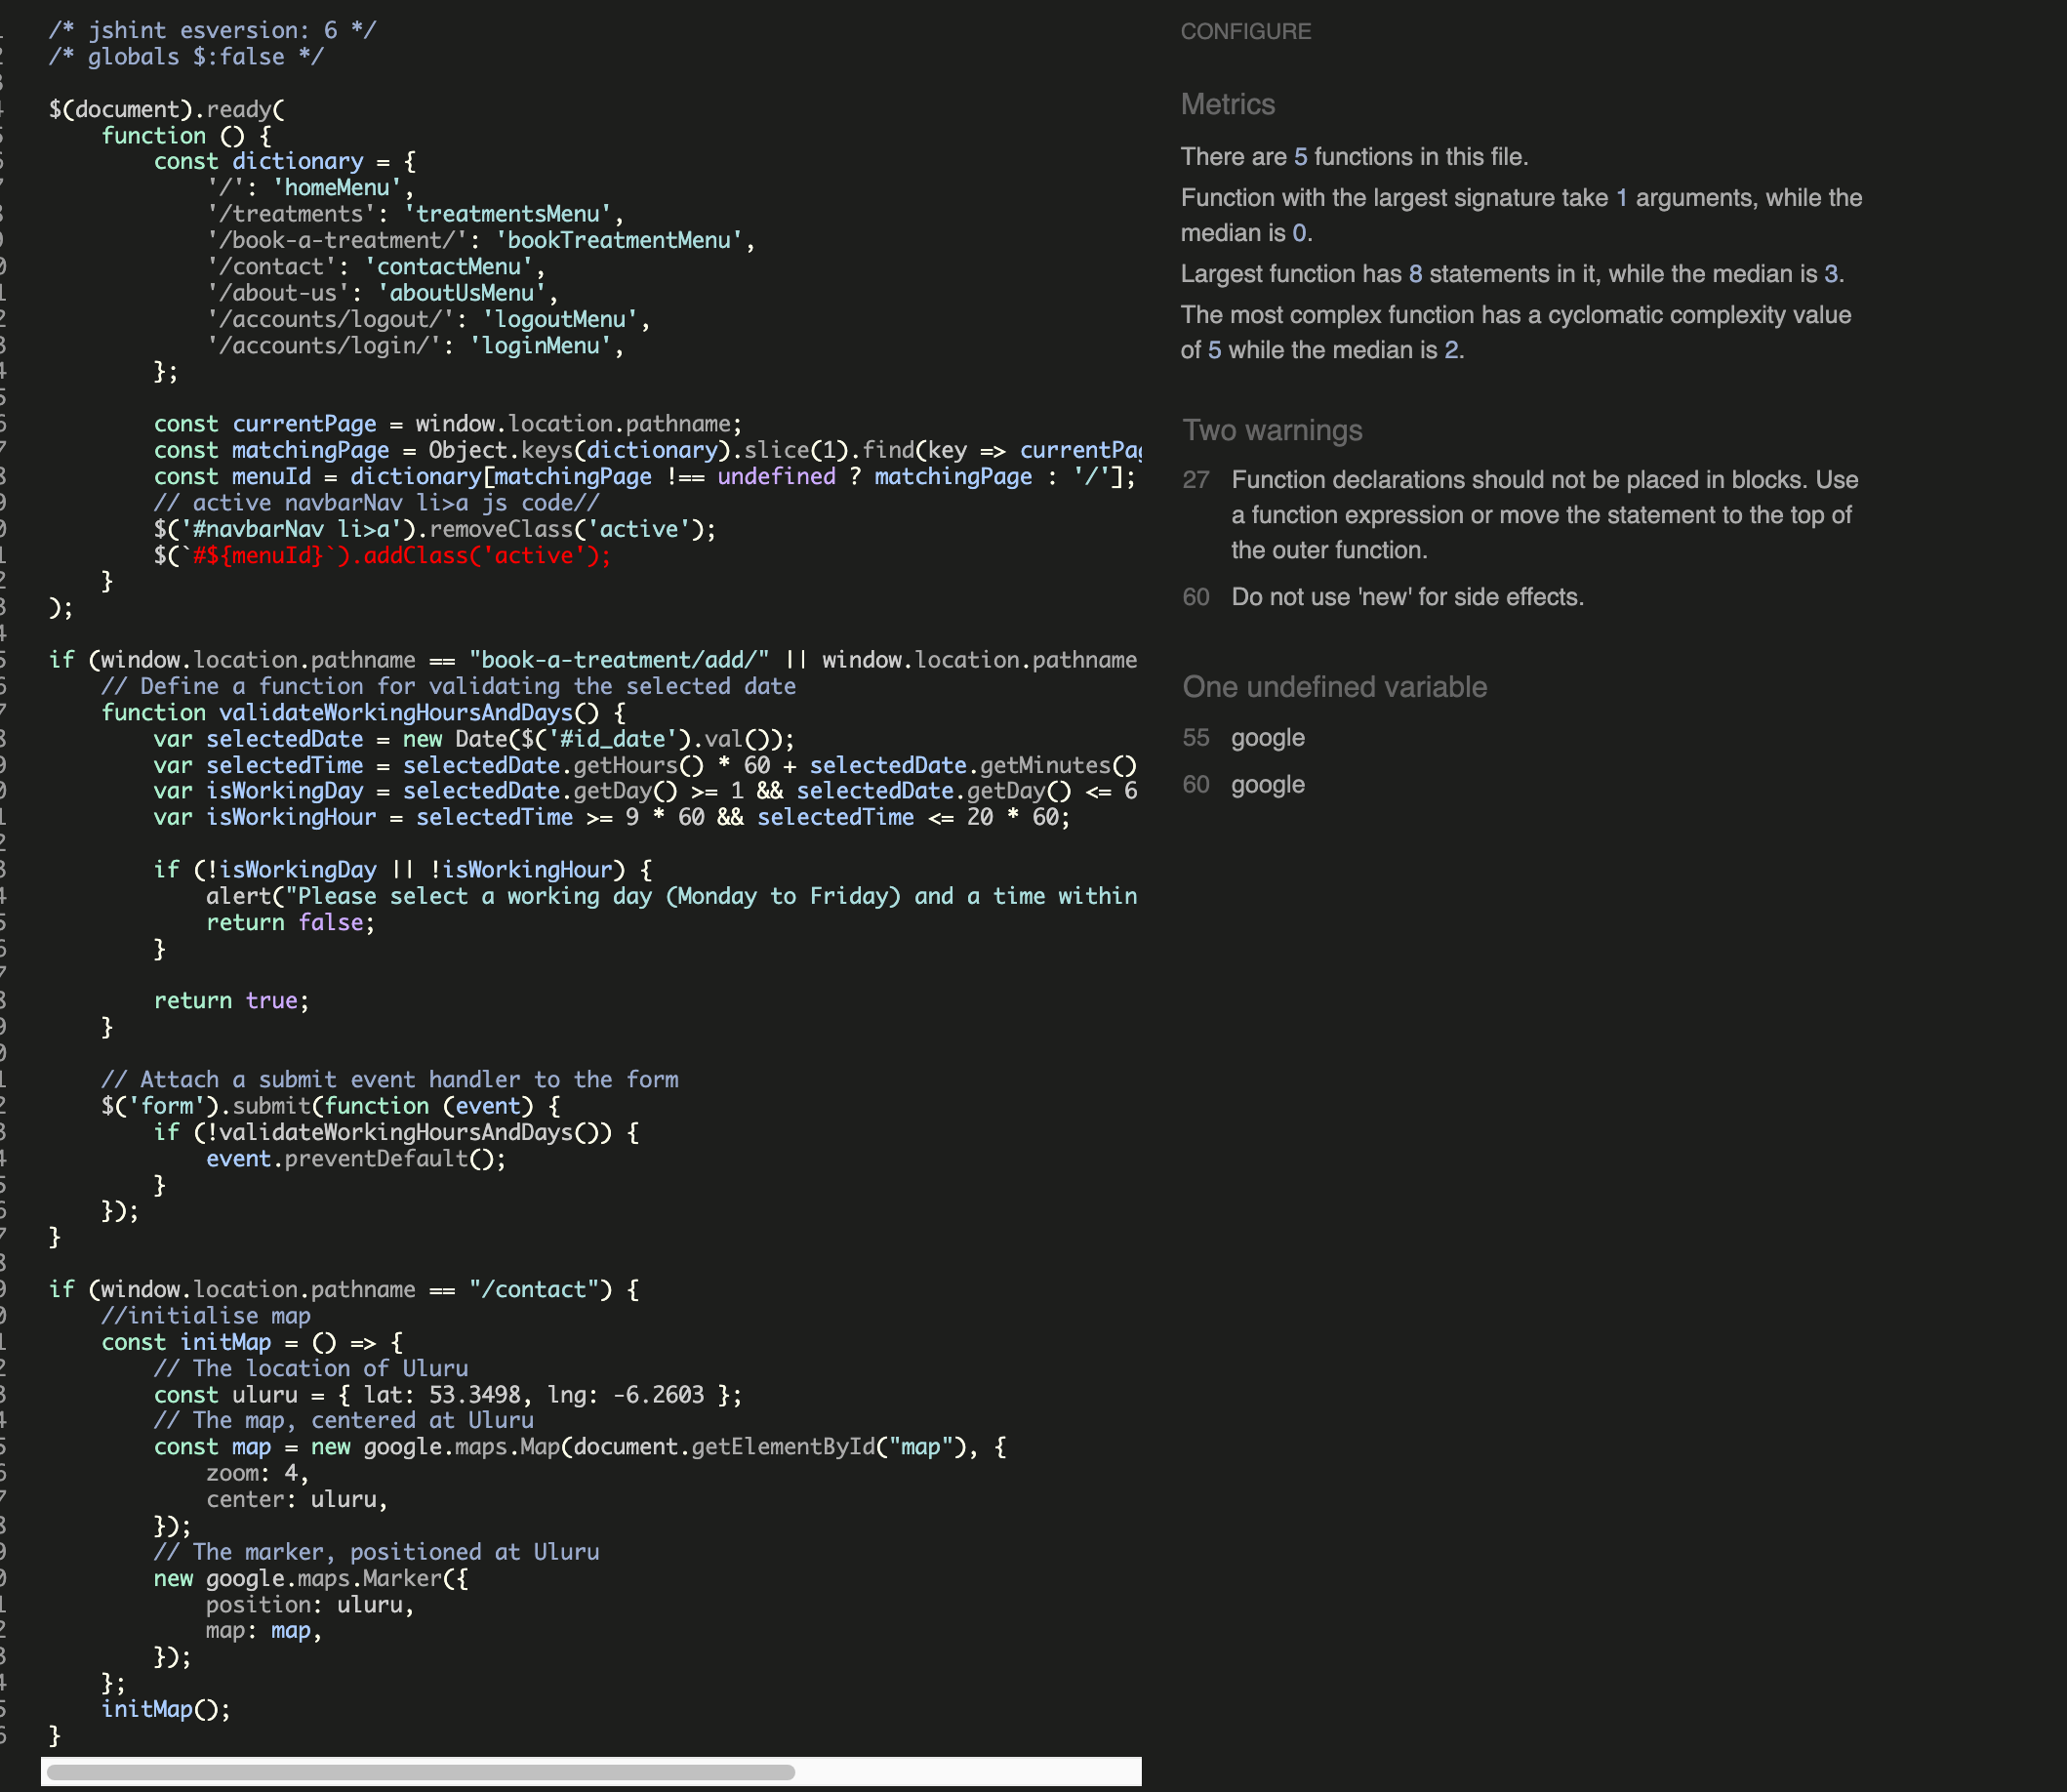 /* jshint esversion: 6 */
/* globals $:false */
$(document).ready(
    function () {
        const dictionary = {
            '/': 'homeMenu',
            '/treatments': 'treatmentsMenu',
            '/book-a-treatment/': 'bookTreatmentMenu',
            '/contact': 'contactMenu',
            '/about-us': 'aboutUsMenu',
            '/accounts/logout/': 'logoutMenu',
            '/accounts/login/': 'loginMenu',
        };
        const currentPage = window.location.pathname;
        const matchingPage = Object.keys(dictionary).slice(1).find(key => currentPag
        const menuId = dictionary[matchingPage !== undefined ? matchingPage : '/'];
        // active navbarNav li>a js code//
        $('#navbarNav li>a').removeClass('active');
        $(`#${menuId}`).addClass('active');
    }
);
if (window.location.pathname == "book-a-treatment/add/" || window.location.pathname
    // Define a function for validating the selected date
    function validateWorkingHoursAndDays() {
        var selectedDate = new Date($('#id_date').val());
        var selectedTime = selectedDate.getHours() * 60 + selectedDate.getMinutes()
        var isWorkingDay = selectedDate.getDay() >= 1 && selectedDate.getDay() <= 6
        var isWorkingHour = selectedTime >= 9 * 60 && selectedTime <= 20 * 60;
        if (!isWorkingDay || !isWorkingHour) {
            alert("Please select a working day (Monday to Friday) and a time within
            return false;
        }
        return true;
    }
    // Attach a submit event handler to the form
    $('form').submit(function (event) {
        if (!validateWorkingHoursAndDays()) {
            event.preventDefault();
        }
    });
}
if (window.location.pathname == "/contact") {
    //initialise map
    const initMap = () => {
        // The location of Uluru
        const uluru = { lat: 53.3498, lng: -6.2603 };
        // The map, centered at Uluru
        const map = new google.maps.Map(document.getElementById("map"), {
            zoom: 4,
            center: uluru,
        });
        // The marker, positioned at Uluru
        new google.maps.Marker({
            position: uluru,
            map: map,
        });
    };
    initMap();
}
CONFIGURE
Metrics
There are 5 functions in this file.
Function with the largest signature take 1 arguments, while the
median is 0.
Largest function has 8 statements in it, while the median is 3.
The most complex function has a cyclomatic complexity value
of 5 while the median is 2.
Two warnings
27 Function declarations should not be placed in blocks. Use
a function expression or move the statement to the top of
the outer function.
60 Do not use 'new' for side effects.
One undefined variable
55 google
60 google